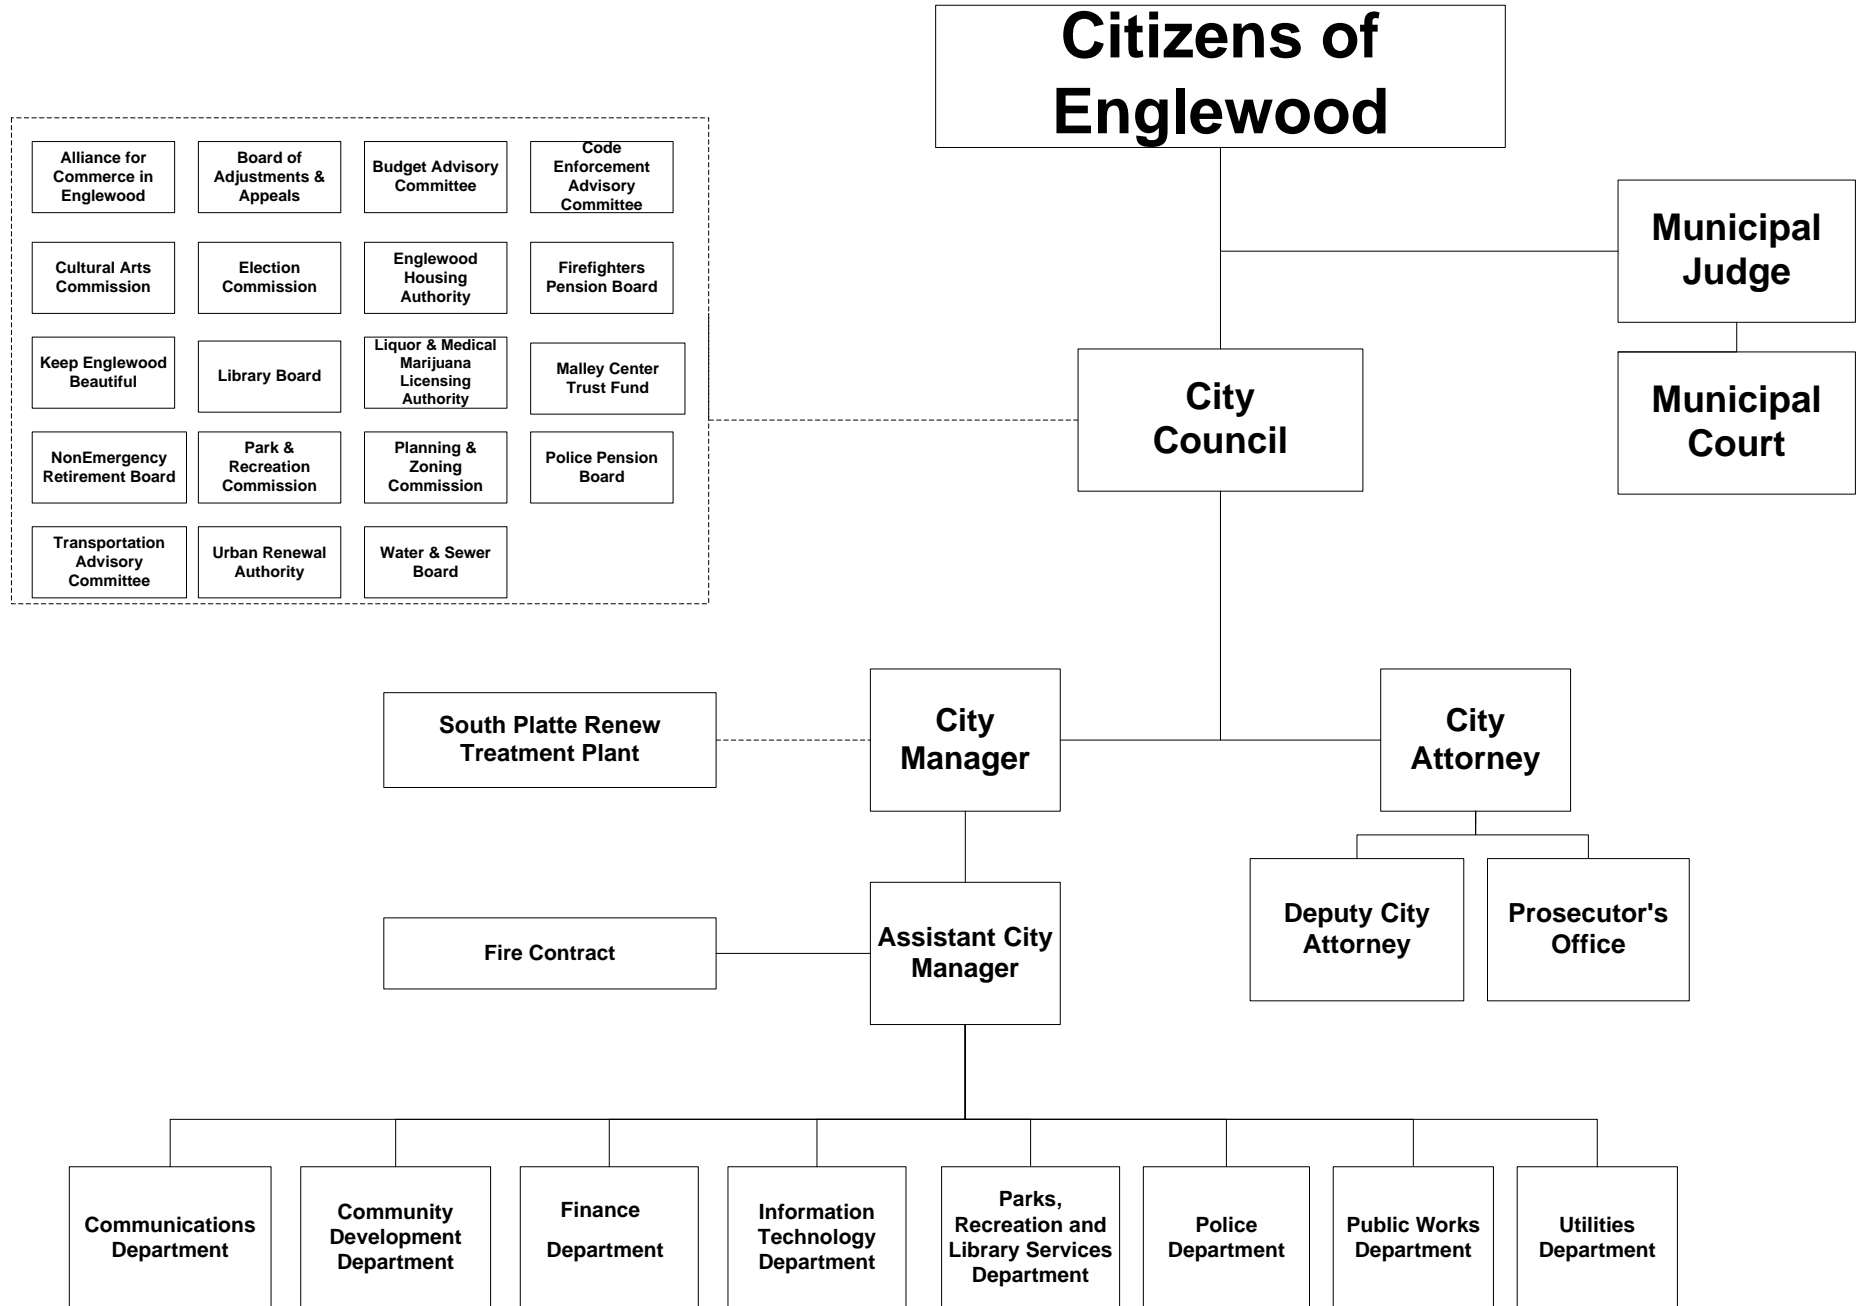 Citizens of
Englewood
Alliance for
Commerce in
Englewood
Board of
Adjustments &
Appeals
Budget Advisory
Committee
Code
Enforcement
Advisory
Committee
Cultural Arts
Commission
Election
Commission
Englewood
Housing
Authority
Firefighters
Pension Board
Keep Englewood
Beautiful
Library Board
Liquor & Medical
Marijuana
Licensing
Authority
Malley Center
Trust Fund
NonEmergency
Retirement Board
Park &
Recreation
Commission
Planning &
Zoning
Commission
Police Pension
Board
Transportation
Advisory
Committee
Urban Renewal
Authority
Water & Sewer
Board
Municipal
Judge
Municipal
Court
City
Council
South Platte Renew
Treatment Plant
City
Manager
City
Attorney
Fire Contract
Assistant City
Manager
Deputy City
Attorney
Prosecutor's
Office
Communications
Department
Community
Development
Department
Finance
Department
Information
Technology
Department
Parks,
Recreation and
Library Services
Department
Police
Department
Public Works
Department
Utilities
Department